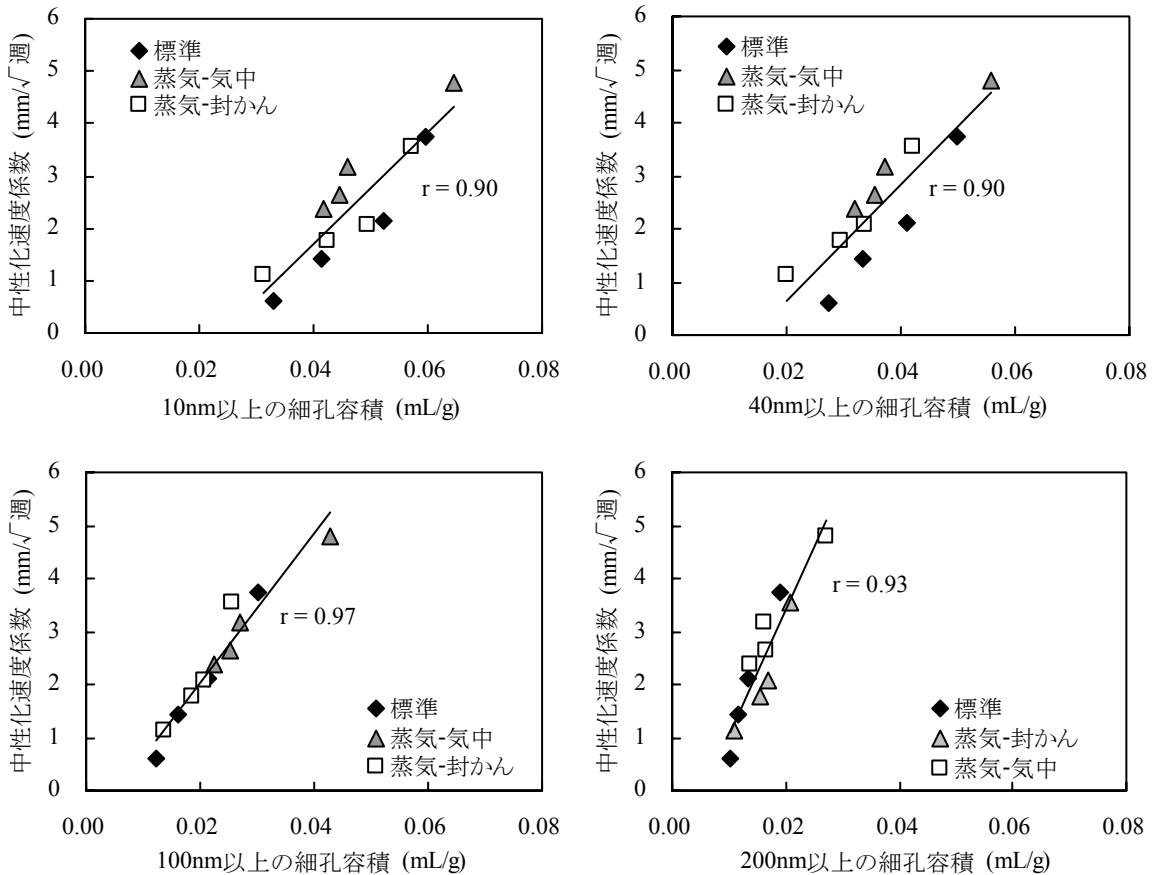 中性化速度係数 (mm/√週)
6
5
4
3
2
1
0
標準
蒸気-気中
蒸気-封かん
r = 0.90
0.00 0.02 0.04 0.06 0.08
10nm以上の細孔容積 (mL/g)
中性化速度係数 (mm/√週)
6
5
4
3
2
1
0
標準
蒸気-気中
蒸気-封かん
r = 0.90
0.00 0.02 0.04 0.06 0.08
40nm以上の細孔容積 (mL/g)
中性化速度係数 (mm/√週)
6
5
4
3
2
1
0
r = 0.97
標準
蒸気-気中
蒸気-封かん
0.00 0.02 0.04 0.06 0.08
100nm以上の細孔容積 (mL/g)
中性化速度係数 (mm/√週)
6
5
4
3
2
1
0
r = 0.93
標準
蒸気-封かん
蒸気-気中
0.00 0.02 0.04 0.06 0.08
200nm以上の細孔容積 (mL/g)